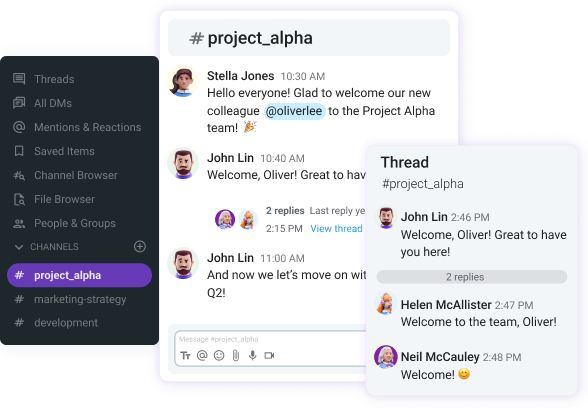 Threads
All DMs
Mentions & Reactions
Saved Items
Channel Browser
File Browser
People & Groups
CHANNELS
# project_alpha
# marketing-strategy
# development
# project_alpha
Stella Jones 10:30 AM
Hello everyone! Glad to welcome our new
colleague @oliverlee to the Project Alpha
team! 🎉
John Lin 10:40 AM
Welcome, Oliver! Great to hav
2 replies Last reply ye
2:15 PM View thread
John Lin 11:00 AM
And now we let's move on wit
Q2!
Message #project_alpha
Thread
#project_alpha
John Lin 2:46 PM
Welcome, Oliver! Great to have
you here!
2 replies
Helen McAllister 2:47 PM
Welcome to the team, Oliver!
Neil McCauley 2:48 PM
Welcome! 😊